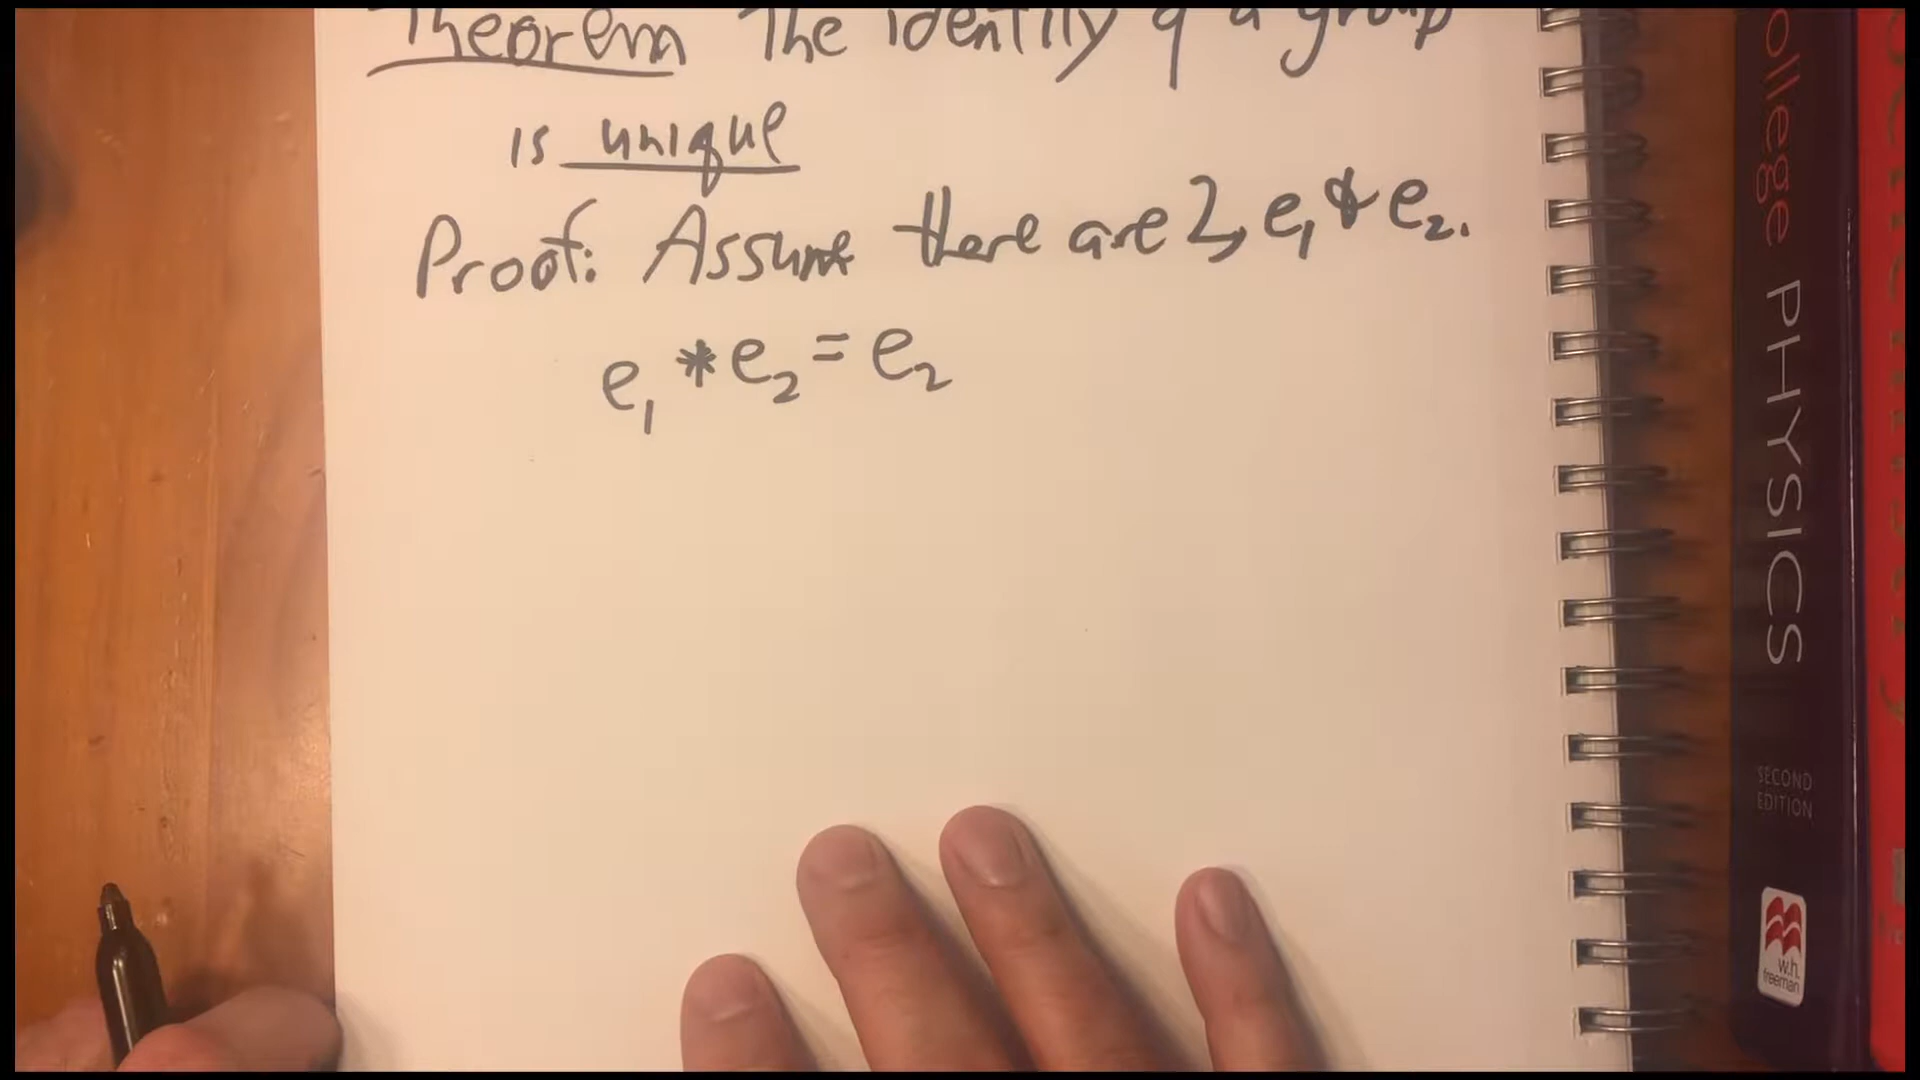 Theorem The identity of a group
is unique
Proof: Assume there are 2, e₁ & e₂.
e₁ * e₂ = e₂
ollege PHYSICS
SECOND
EDITION
w.h.
freeman